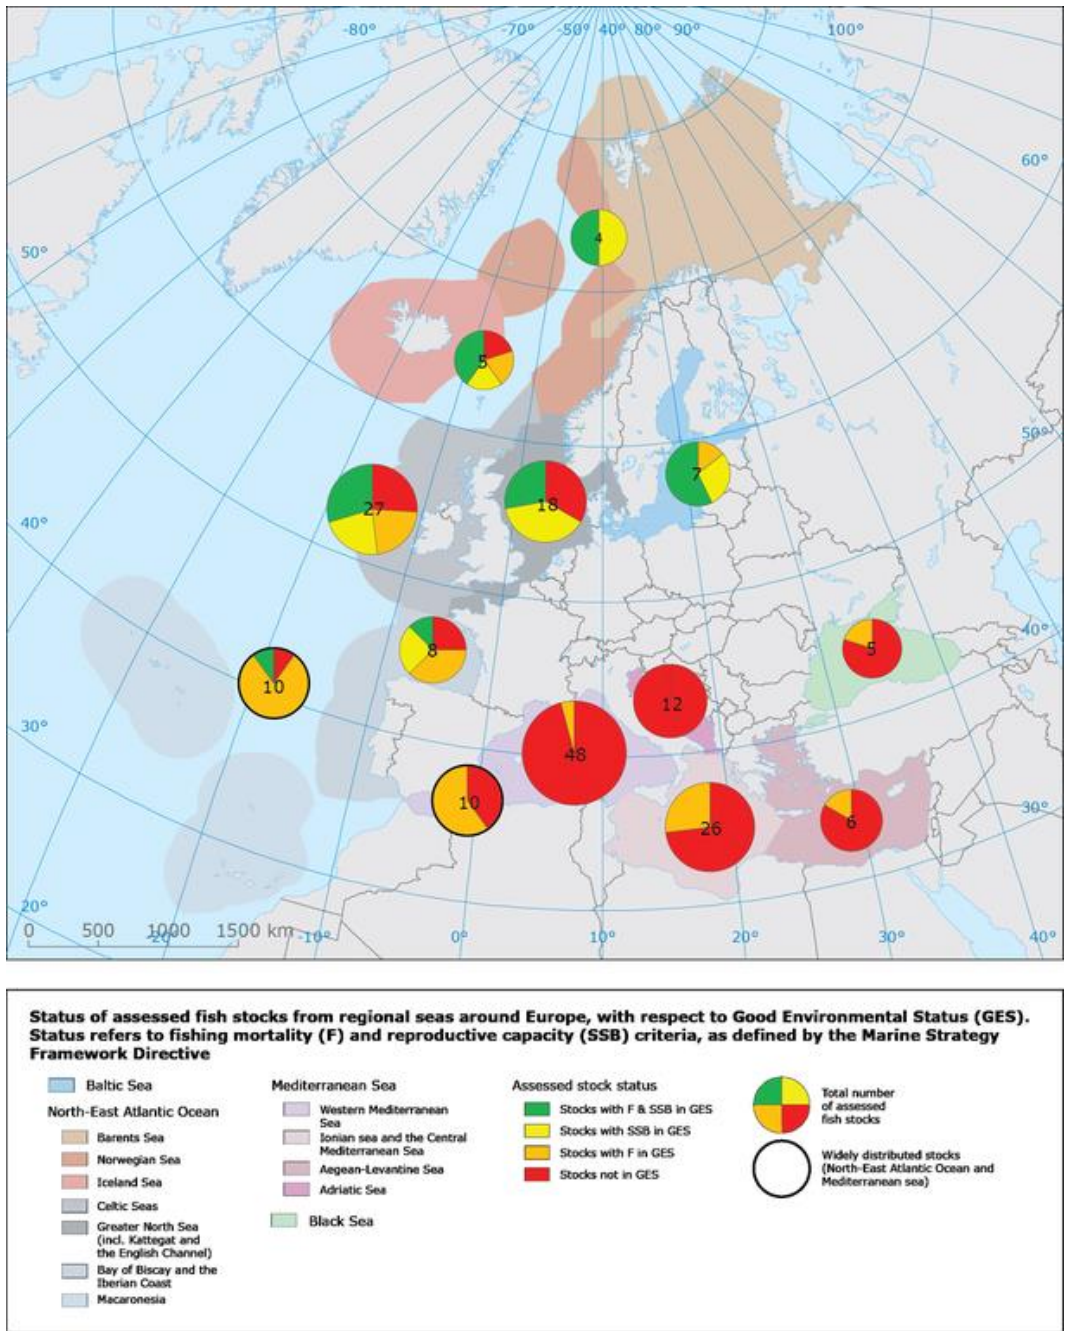 -80°
-70°
-50°
40°
80°
90°
100°
60°
50°
50°
40°
40°
30°
30°
20°
4
5
27
18
7
8
10
5
12
48
10
26
6
0 500 1000 1500 km
-20°
-10°
0°
10°
20°
30°
40°
Status of assessed fish stocks from regional seas around Europe, with respect to Good Environmental Status (GES).
Status refers to fishing mortality (F) and reproductive capacity (SSB) criteria, as defined by the Marine Strategy
Framework Directive
Baltic Sea
North-East Atlantic Ocean
Barents Sea
Norwegian Sea
Iceland Sea
Celtic Seas
Greater North Sea
(incl. Kattegat and
the English Channel)
Bay of Biscay and the
Iberian Coast
Macaronesia
Mediterranean Sea
Western Mediterranean
Sea
Ionian sea and the Central
Mediterranean Sea
Aegean-Levantine Sea
Adriatic Sea
Black Sea
Assessed stock status
Stocks with F & SSB in GES
Stocks with SSB in GES
Stocks with F in GES
Stocks not in GES
Total number
of assessed
fish stocks
Widely distributed stocks
(North-East Atlantic Ocean and
Mediterranean sea)